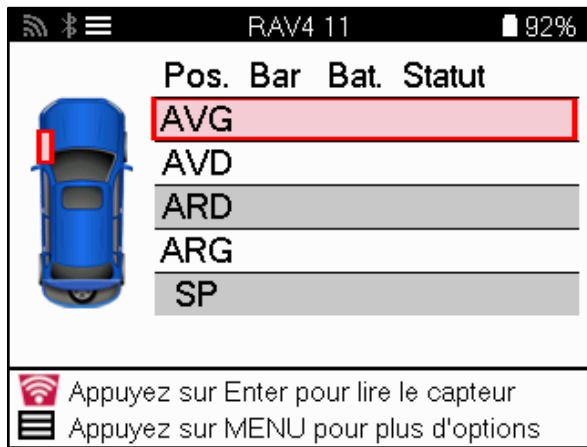 RAV4 11 92%
Pos. Bar Bat. Statut
AVG
AVD
ARD
ARG
SP
Appuyez sur Enter pour lire le capteur
Appuyez sur MENU pour plus d'options